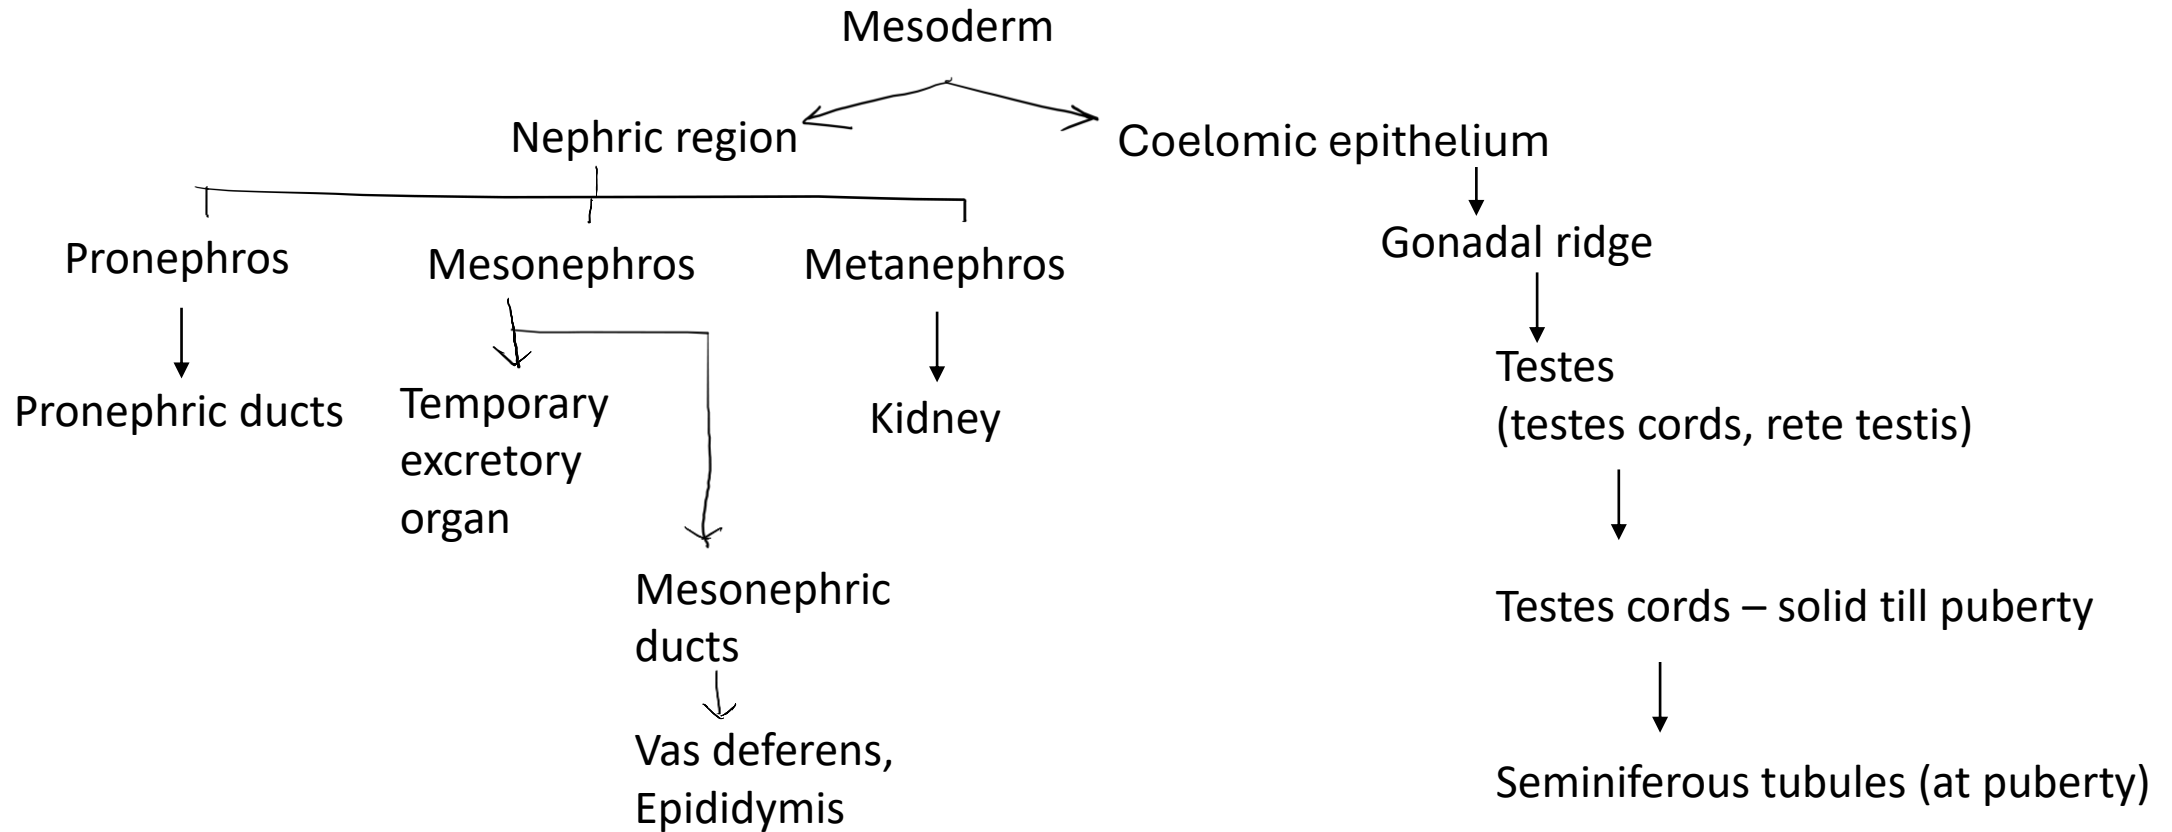 Mesoderm
Nephric region
Coelomic epithelium
Pronephros
Mesonephros
Metanephros
Gonadal ridge
Pronephric ducts
Temporary
excretory
organ
Kidney
Testes
(testes cords, rete testis)
Mesonephric
ducts
Testes cords – solid till puberty
Vas deferens,
Epididymis
Seminiferous tubules (at puberty)